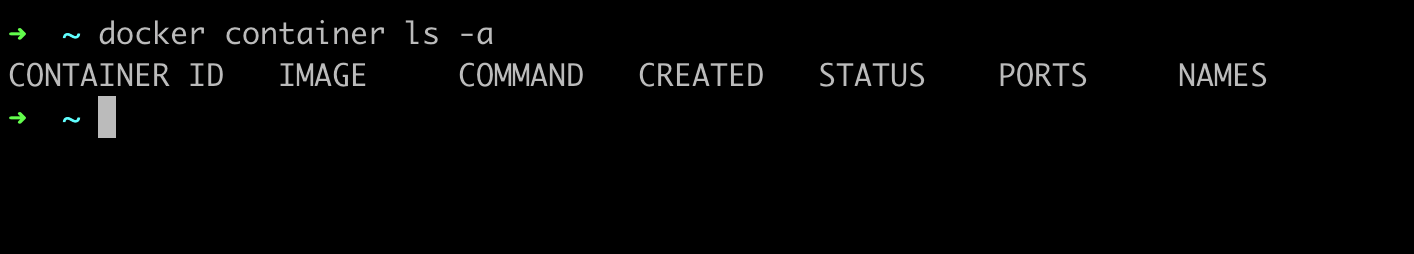 ➜  ~ docker container ls -a
CONTAINER ID   IMAGE     COMMAND   CREATED   STATUS    PORTS     NAMES
➜  ~